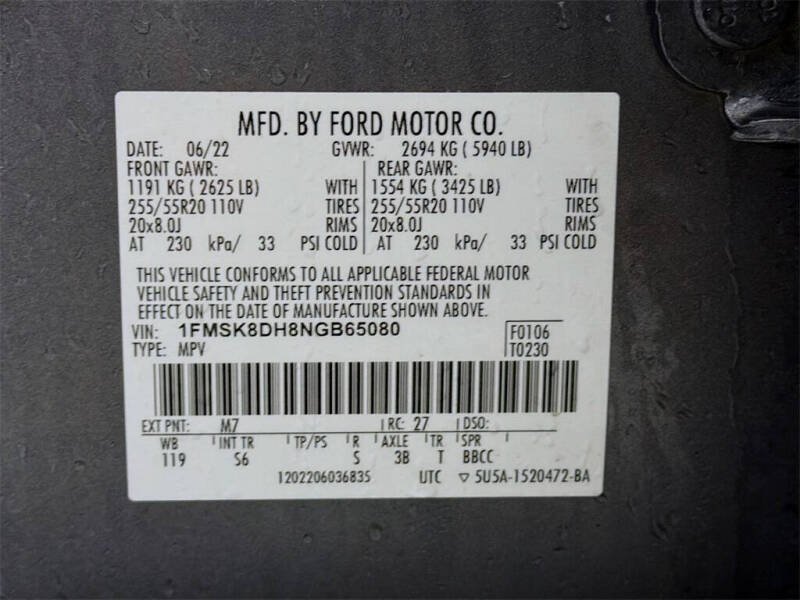 MFD. BY FORD MOTOR CO.
DATE: 06/22 GVWR: 2694 KG ( 5940 LB)
FRONT GAWR: REAR GAWR:
1191 KG ( 2625 LB) WITH 1554 KG ( 3425 LB) WITH
255/55R20 110V TIRES 255/55R20 110V TIRES
20x8.0J RIMS 20x8.0J RIMS
AT 230 kPa/ 33 PSI COLD AT 230 kPa/ 33 PSI COLD
THIS VEHICLE CONFORMS TO ALL APPLICABLE FEDERAL MOTOR
VEHICLE SAFETY AND THEFT PREVENTION STANDARDS IN
EFFECT ON THE DATE OF MANUFACTURE SHOWN ABOVE.
VIN: 1FMSK8DH8NGB65080 F0106
TYPE: MPV T0230
EXT PNT: M7 RC: 27 DSO:
WB INT TR TP/PS R AXLE TR SPR
119 S6 S 3B T BBCC
1202206036835 UTC ▽ 5U5A-1520472-BA